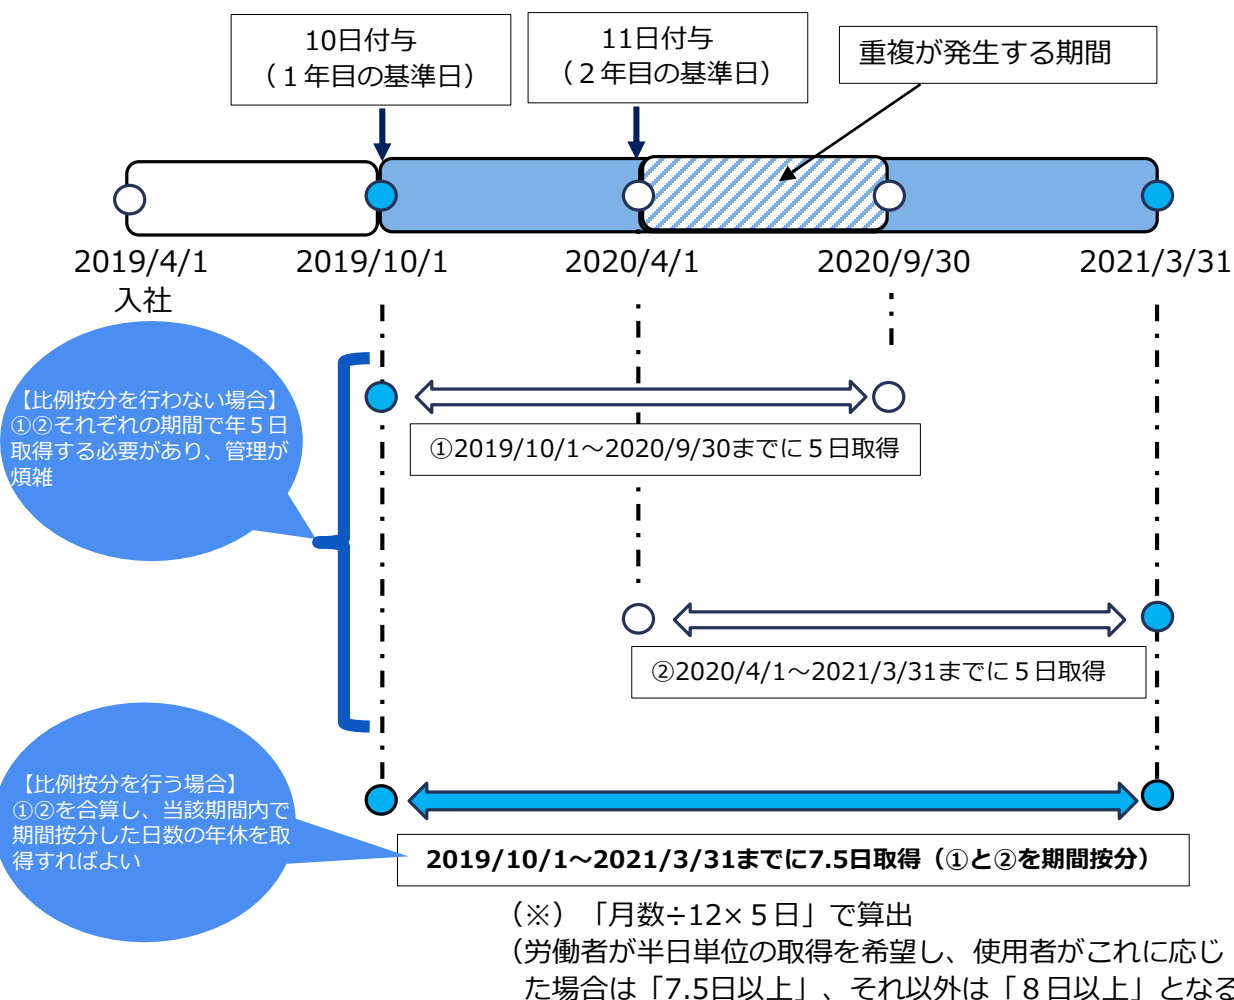 10日付与
（１年目の基準日）
11日付与
（２年目の基準日）
重複が発生する期間
2019/4/1
入社
2019/10/1
2020/4/1
2020/9/30
2021/3/31
【比例按分を行わない場合】
①②それぞれの期間で年５日
取得する必要があり、管理が
煩雑
①2019/10/1～2020/9/30までに５日取得
②2020/4/1～2021/3/31までに５日取得
【比例按分を行う場合】
①②を合算し、当該期間内で
期間按分した日数の年休を取
得すればよい
2019/10/1～2021/3/31までに7.5日取得（①と②を期間按分）
（※）「月数÷12×５日」で算出
（労働者が半日単位の取得を希望し、使用者がこれに応じ
た場合は「7.5日以上」、それ以外は「８日以上」となる